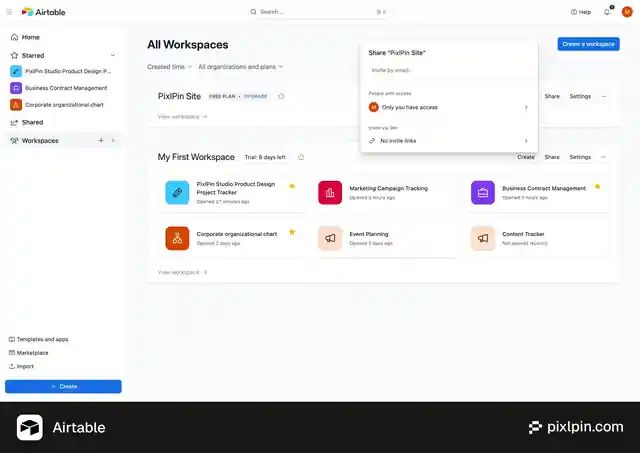 Airtable
Search...
⌘ K
Help
M
Home
Starred
PixlPin Studio Product Design P...
Business Contract Management
Corporate organizational chart
Shared
Workspaces
Templates and apps
Marketplace
Import
Create
All Workspaces
Create a workspace
Created time
All organizations and plans
PixlPin Site
FREE PLAN • UPGRADE
Share
Settings
View workspace →
Share "PixlPin Site"
Invite by email
People with access
M
Only you have access
Invite via link
No invite links
My First Workspace
Trial: 8 days left
Create
Share
Settings
PixlPin Studio Product Design Project Tracker
Opened 27 minutes ago
Marketing Campaign Tracking
Opened 2 hours ago
Business Contract Management
Opened 3 hours ago
Corporate organizational chart
Opened 2 days ago
Event Planning
Opened 2 days ago
Content Tracker
Not opened recently
View workspace →
Airtable
pixlpin.com